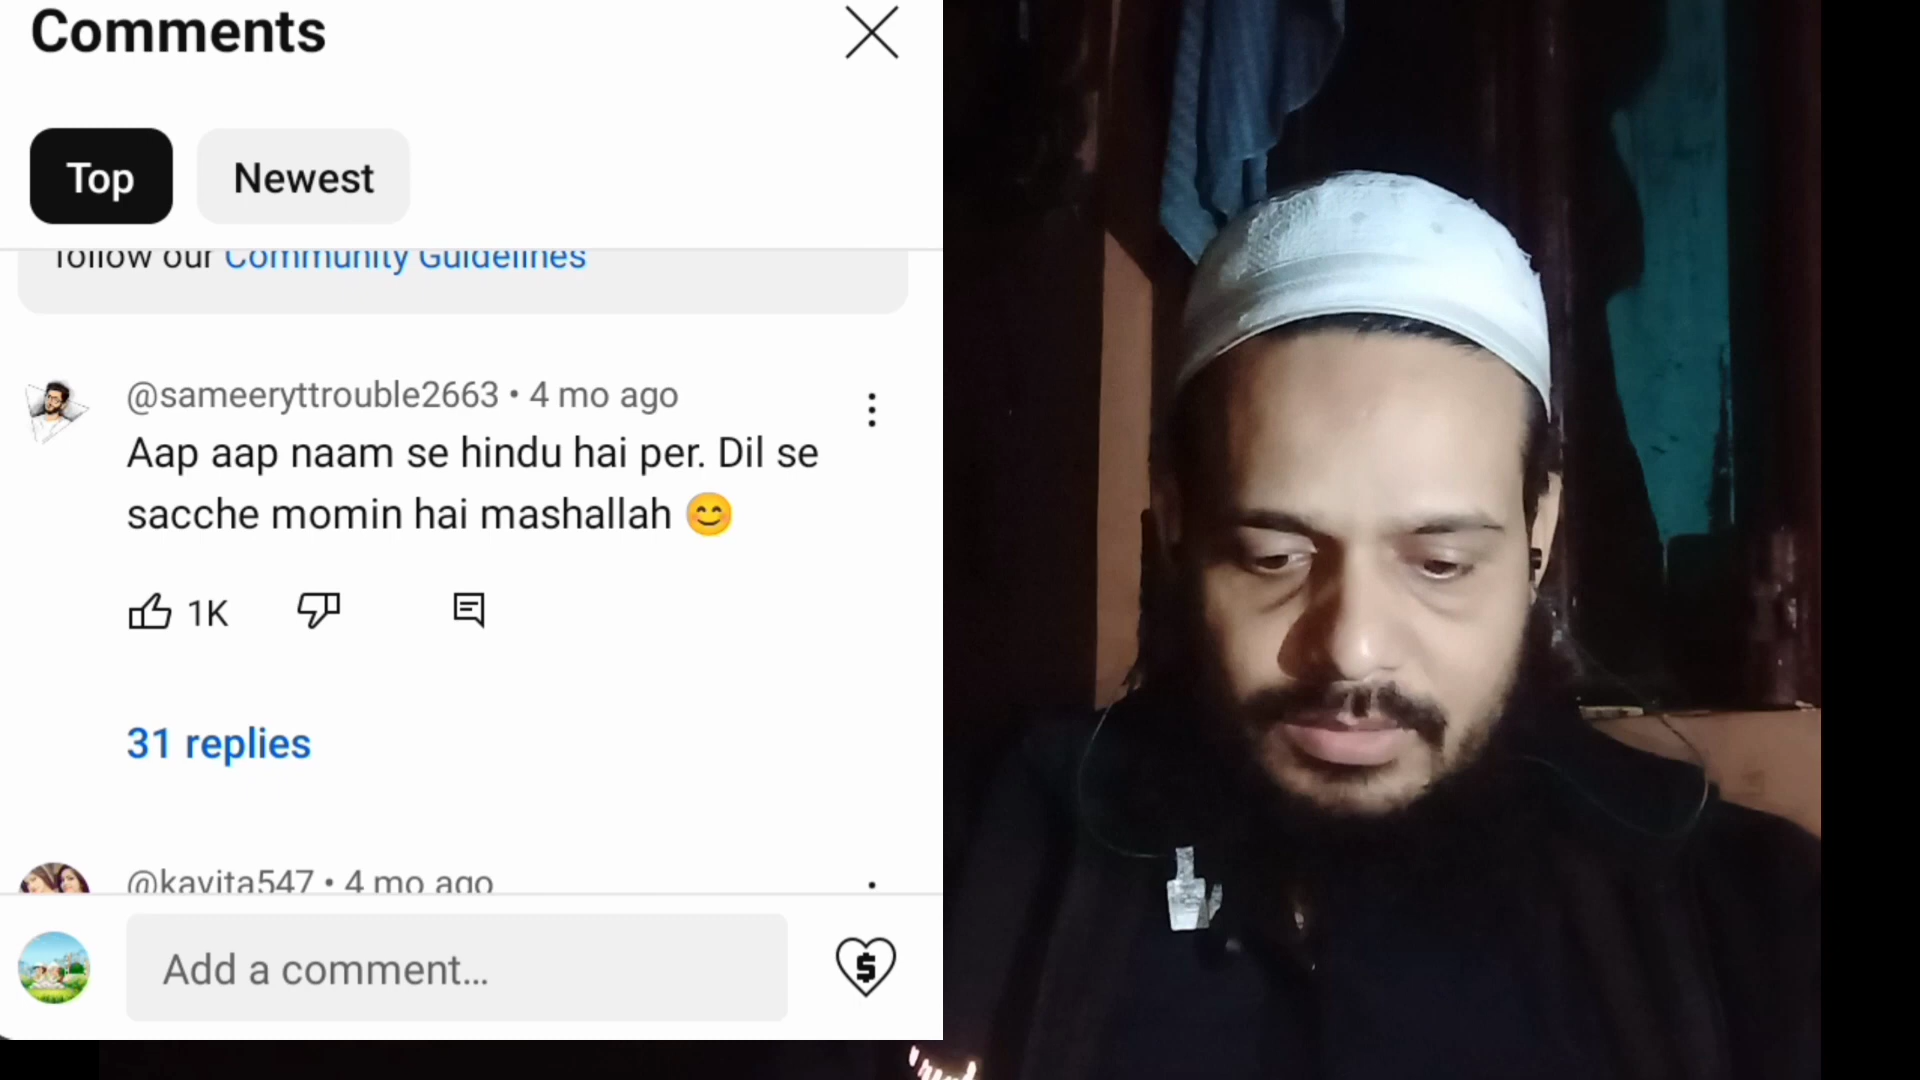 Comments
Top
Newest
follow our Community Guidelines
@sameeryttrouble2663 • 4 mo ago
Aap aap naam se hindu hai per. Dil se
sacche momin hai mashallah 😊
1K
31 replies
@kavita547 • 4 mo ago
Add a comment...